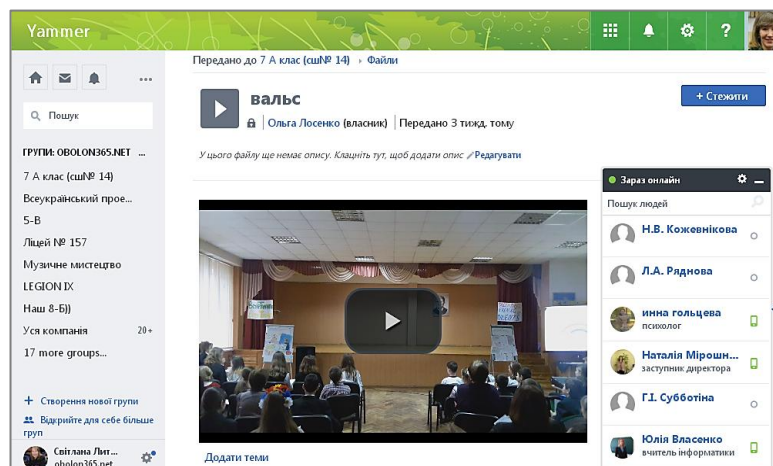 Yammer
?
Передано до 7 А клас (сш№ 14) › Файли
вальс
+ Стежити
Ольга Лосенко (власник) Передано 3 тижд. тому
У цього файлу ще немає опису. Клацніть тут, щоб додати опис Редагувати
Пошук
ГРУПИ: OBOLON365.NET ...
7 А клас (сш№ 14)
Всеукраїнський прое...
5-В
Ліцей № 157
Музичне мистецтво
LEGION IX
Наш 8-Б))
Уся компанія 20+
17 more groups...
+ Створення нової групи
Відкрийте для себе більше
груп
Світлана Лит...
obolon365.net
Додати теми
Зараз онлайн
Пошук людей
Н.В. Кожевнікова
Л.А. Ряднова
инна гольцева
психолог
Наталія Мірошн...
заступник директора
Г.І. Субботіна
Юлія Власенко
вчитель інформатики